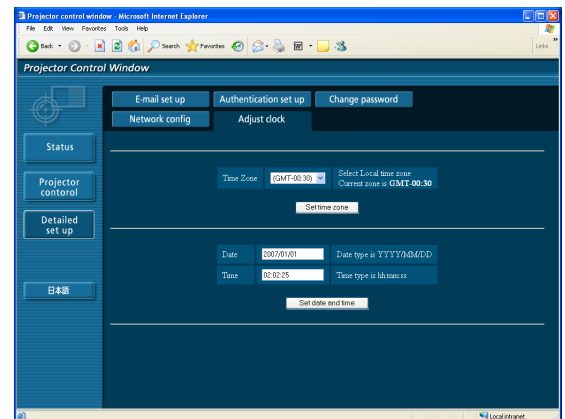 Projector control window - Microsoft Internet Explorer
File Edit View Favorites Tools Help
Back Search Favorites Links
Projector Control Window
E-mail set up Authentication set up Change password
Network config Adjust clock
Status
Projector contorol
Detailed set up
日本語
Time Zone (GMT-00:30) Select Local time zone
Current zone is GMT-00:30
Set time zone
Date 2007/01/01 Date type is YYYY/MM/DD
Time 02:02:25 Time type is hh:mm:ss
Set date and time
Local intranet